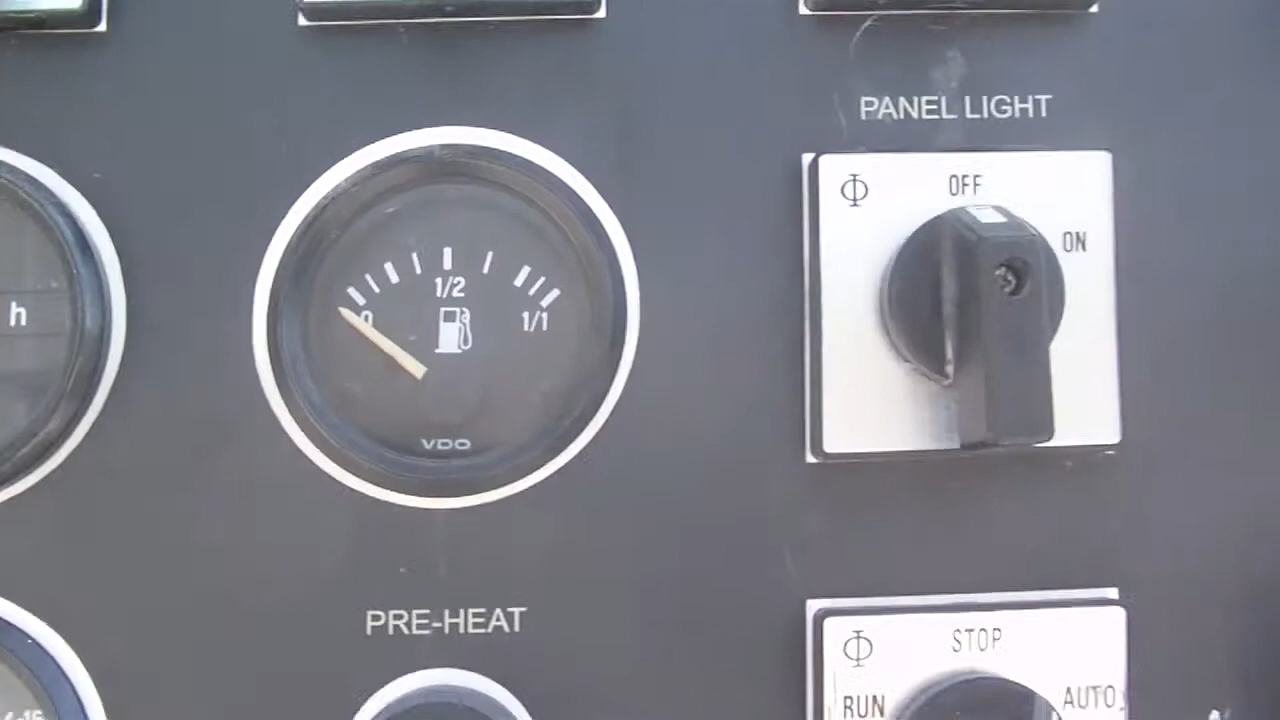 PANEL LIGHT
OFF
ON
h
1/2
0
1/1
VDO
PRE-HEAT
STOP
RUN
AUTO